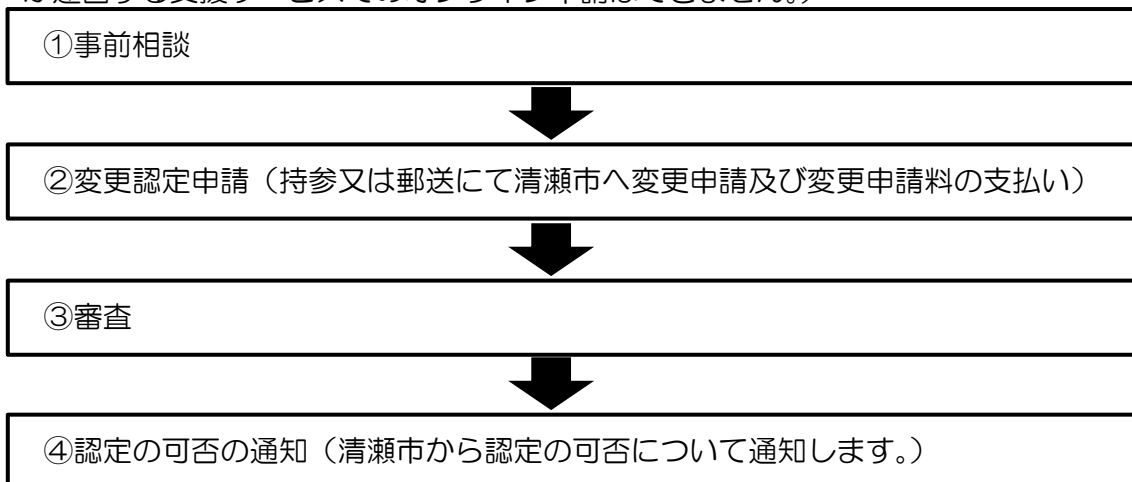 ①事前相談
②変更認定申請（持参又は郵送にて清瀬市へ変更申請及び変更申請料の支払い）
③審査
④認定の可否の通知（清瀬市から認定の可否について通知します。）